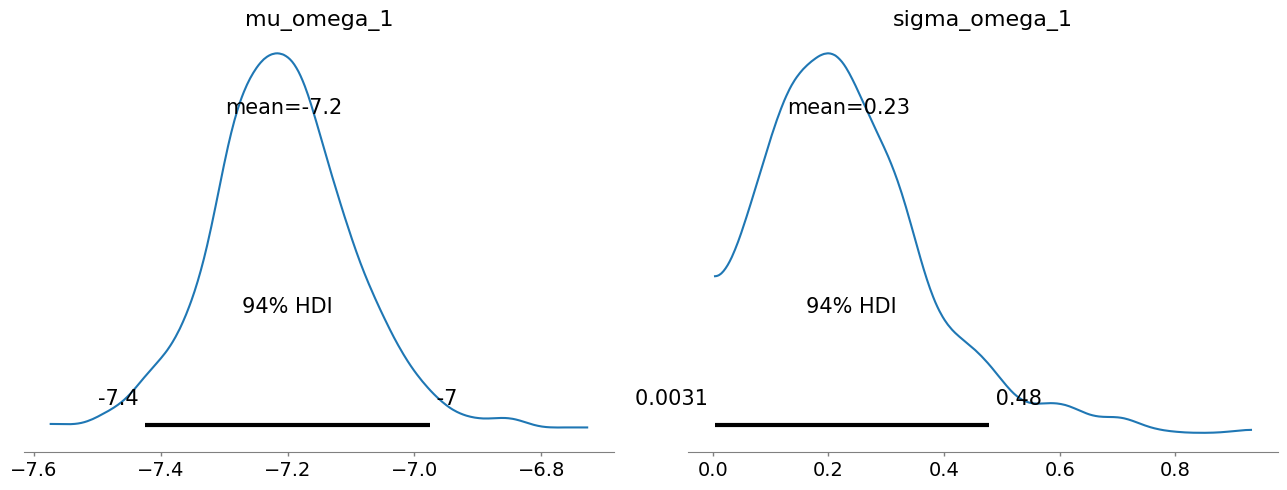 mu_omega_1
mean=-7.2
94% HDI
-7.4
-7
−7.6
−7.4
−7.2
−7.0
−6.8
sigma_omega_1
mean=0.23
94% HDI
0.0031
0.48
0.0
0.2
0.4
0.6
0.8